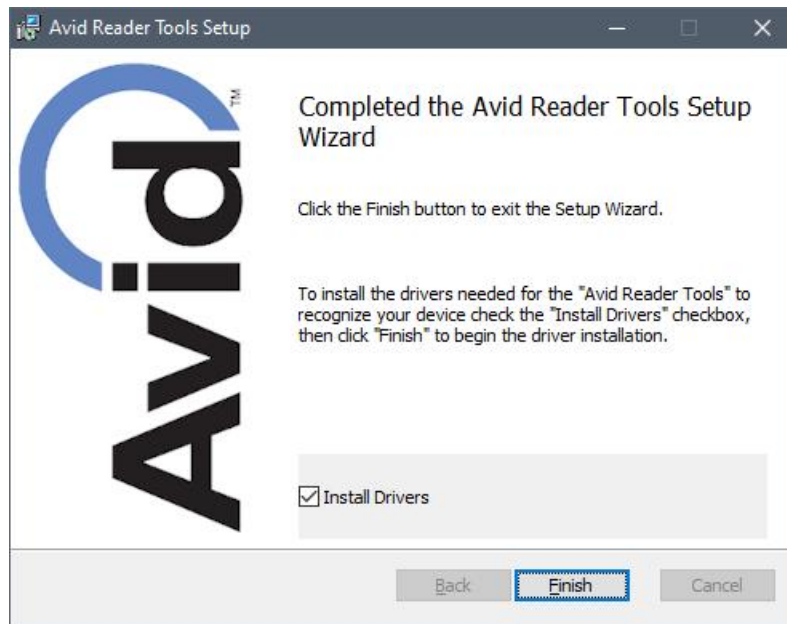 Avid Reader Tools Setup
Avid
TM
Completed the Avid Reader Tools Setup
Wizard
Click the Finish button to exit the Setup Wizard.
To install the drivers needed for the "Avid Reader Tools" to
recognize your device check the "Install Drivers" checkbox,
then click "Finish" to begin the driver installation.
Install Drivers
Back
Finish
Cancel